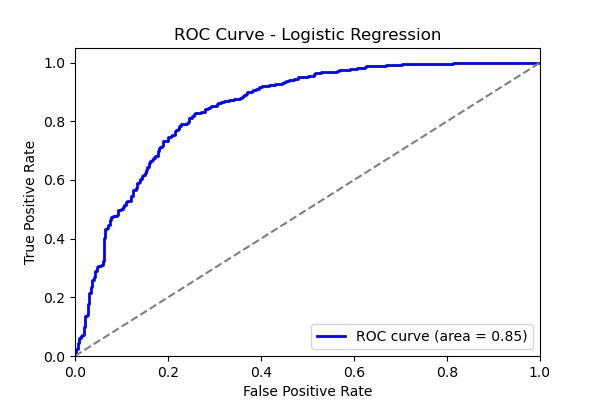 ROC Curve - Logistic Regression
1.0
0.8
0.6
0.4
0.2
0.0
True Positive Rate
ROC curve (area = 0.85)
0.0 0.2 0.4 0.6 0.8 1.0
False Positive Rate